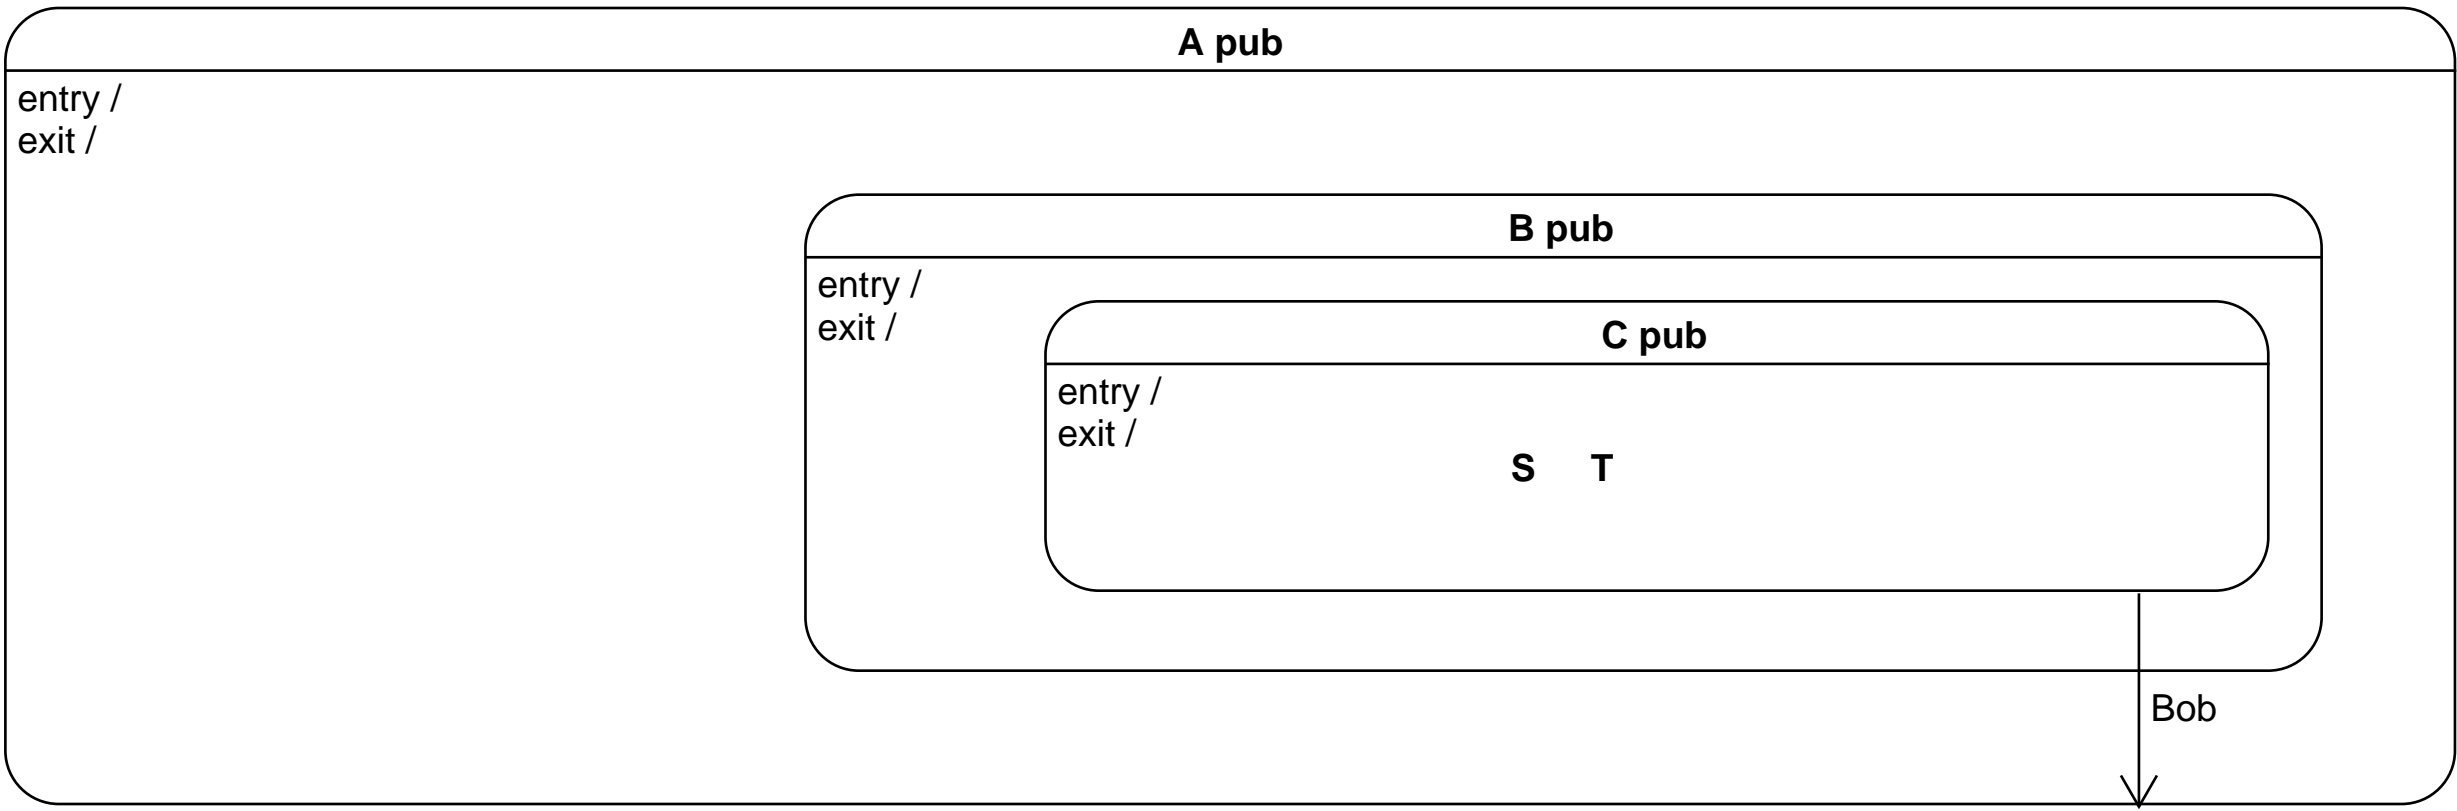 A pub
entry /
exit /
B pub
entry /
exit /
C pub
entry /
exit /
S T
Bob